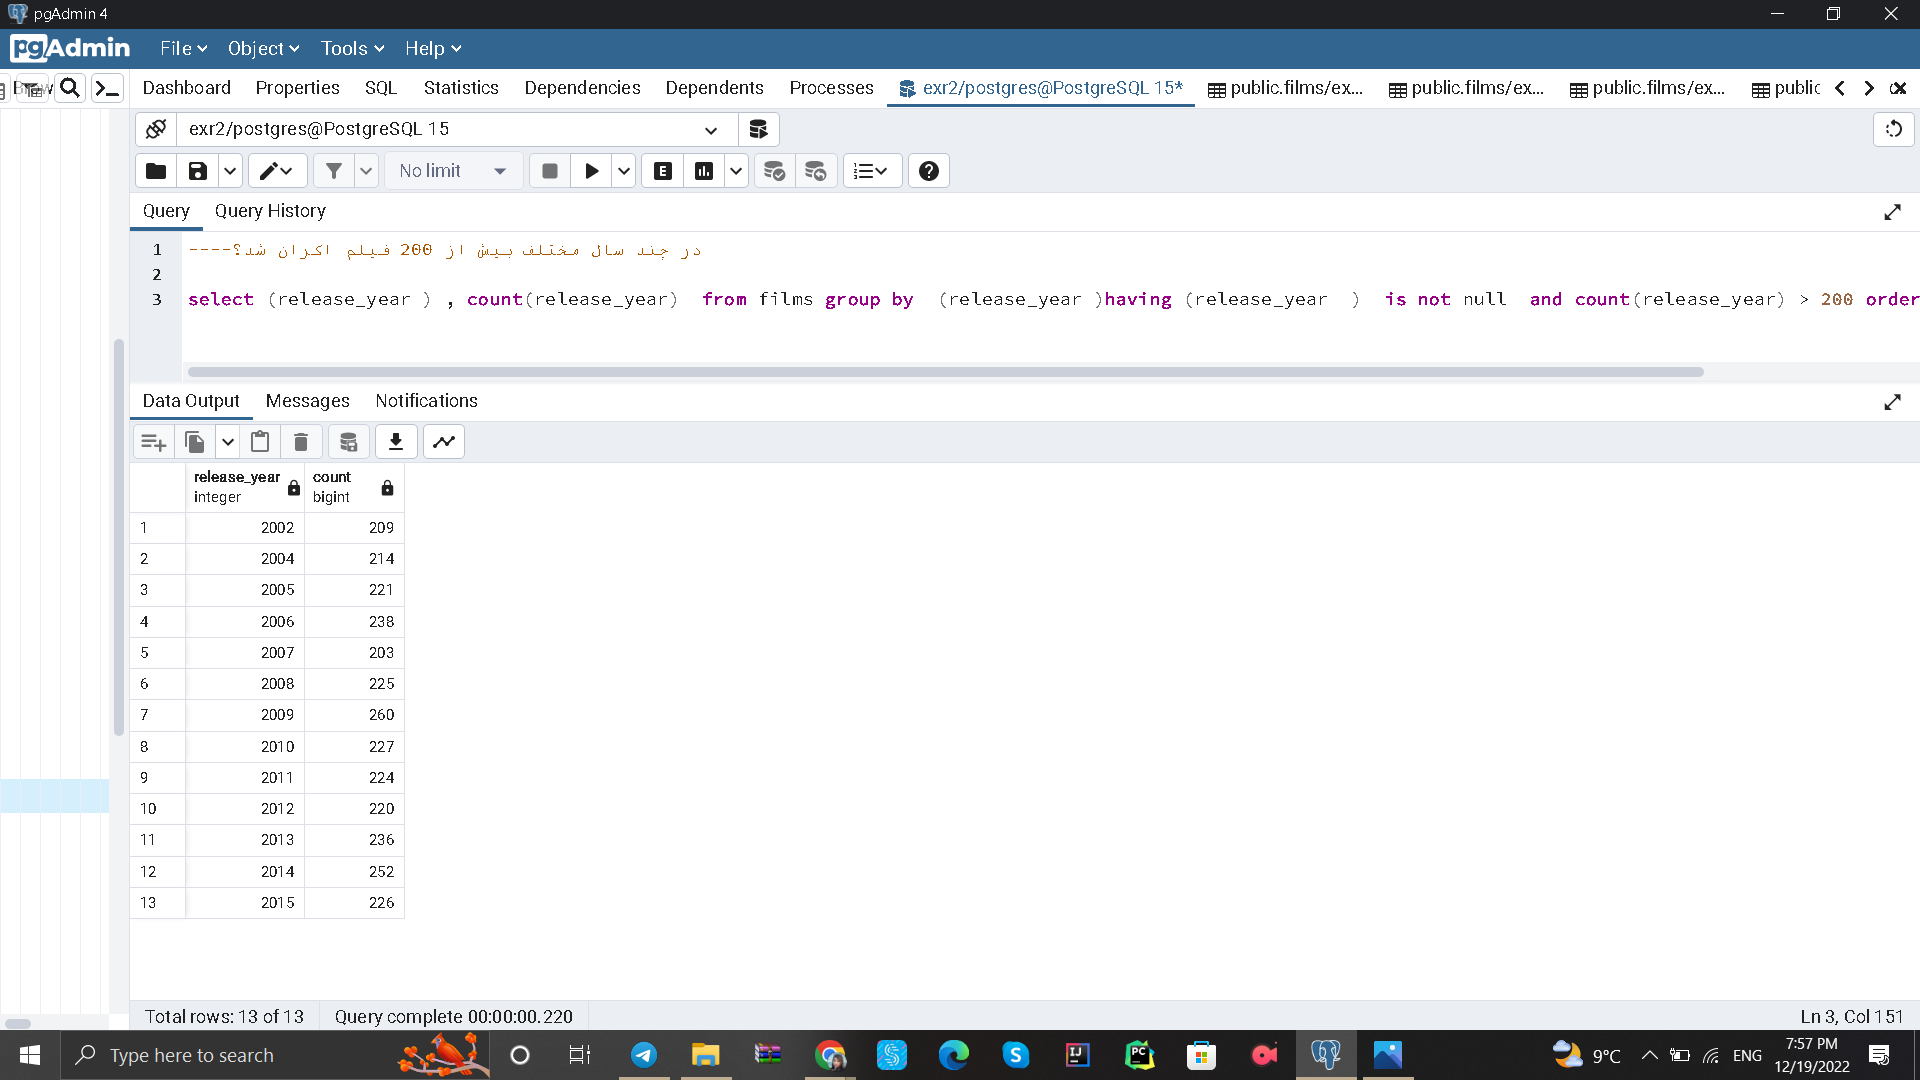 pgAdmin 4
pgAdmin File Object Tools Help
Dashboard Properties SQL Statistics Dependencies Dependents Processes exr2/postgres@PostgreSQL 15* public.films/ex... public.films/ex... public.films/ex... public
exr2/postgres@PostgreSQL 15
No limit
Query Query History
1 ----در چند سال مختلف بیش از 200 فیلم اکران شد؟
2
3 select (release_year ) , count(release_year) from films group by (release_year )having (release_year ) is not null and count(release_year) > 200 order
Data Output Messages Notifications
release_year integer count bigint
1 2002 209
2 2004 214
3 2005 221
4 2006 238
5 2007 203
6 2008 225
7 2009 260
8 2010 227
9 2011 224
10 2012 220
11 2013 236
12 2014 252
13 2015 226
Total rows: 13 of 13 Query complete 00:00:00.220 Ln 3, Col 151
Type here to search 9°C ENG 7:57 PM
12/19/2022